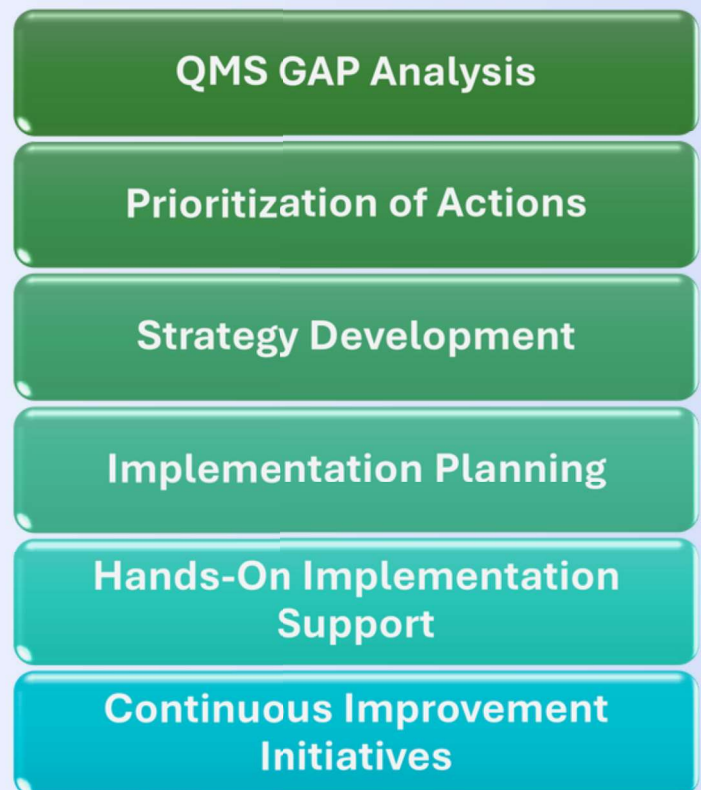 QMS GAP Analysis
Prioritization of Actions
Strategy Development
Implementation Planning
Hands-On Implementation
Support
Continuous Improvement
Initiatives